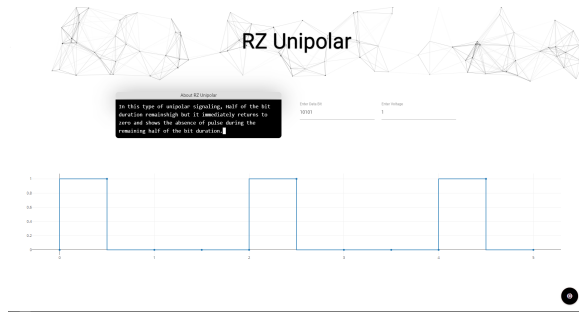 RZ Unipolar
About RZ Unipolar
In this type of unipolar signaling, Half of the bit
duration remainshigh but it immediately returns to
zero and shows the absence of pulse during the
remaining half of the bit duration.
Enter Voltage
10101
1
1
0.8
0.6
0.4
0.2
0
0
1
2
3
4
5